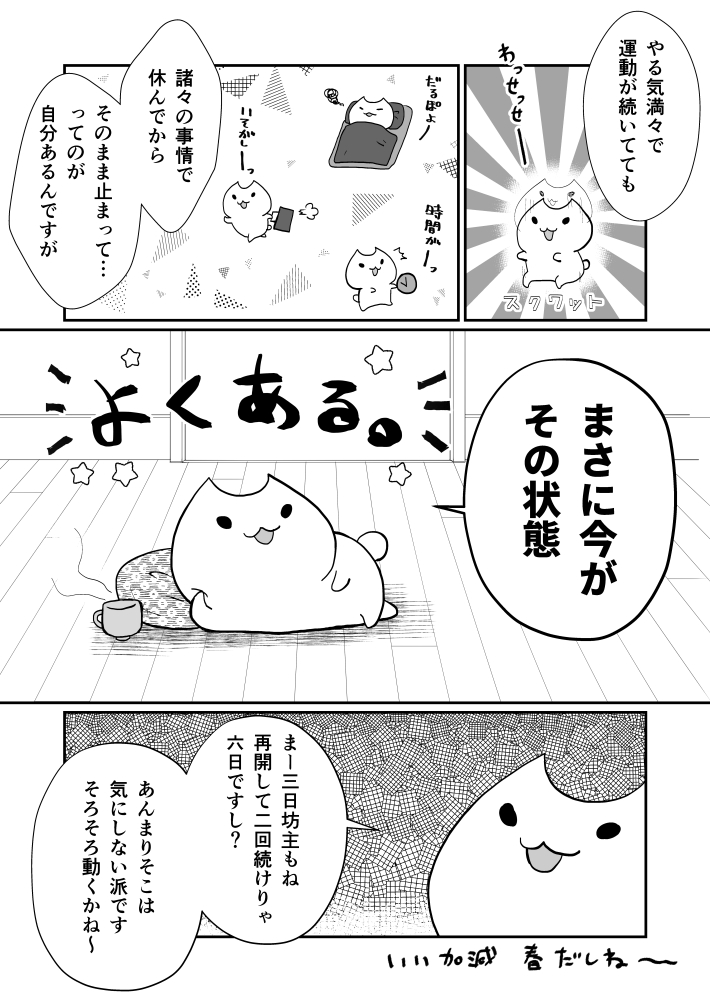 やる気満々で
運動が続いてても
わっせっせーー
スクワット
だるぽよー
時間がーっ
いてがしーっ
諸々の事情で
休んでから
そのまま止まって…
ってのが
自分あるんですが
よくある。
まさに今が
その状態
まー三日坊主もね
再開して二回続けりゃ
六日ですし？
あんまりそこは
気にしない派です
そろそろ動くかね～
いい加減 春だしね～